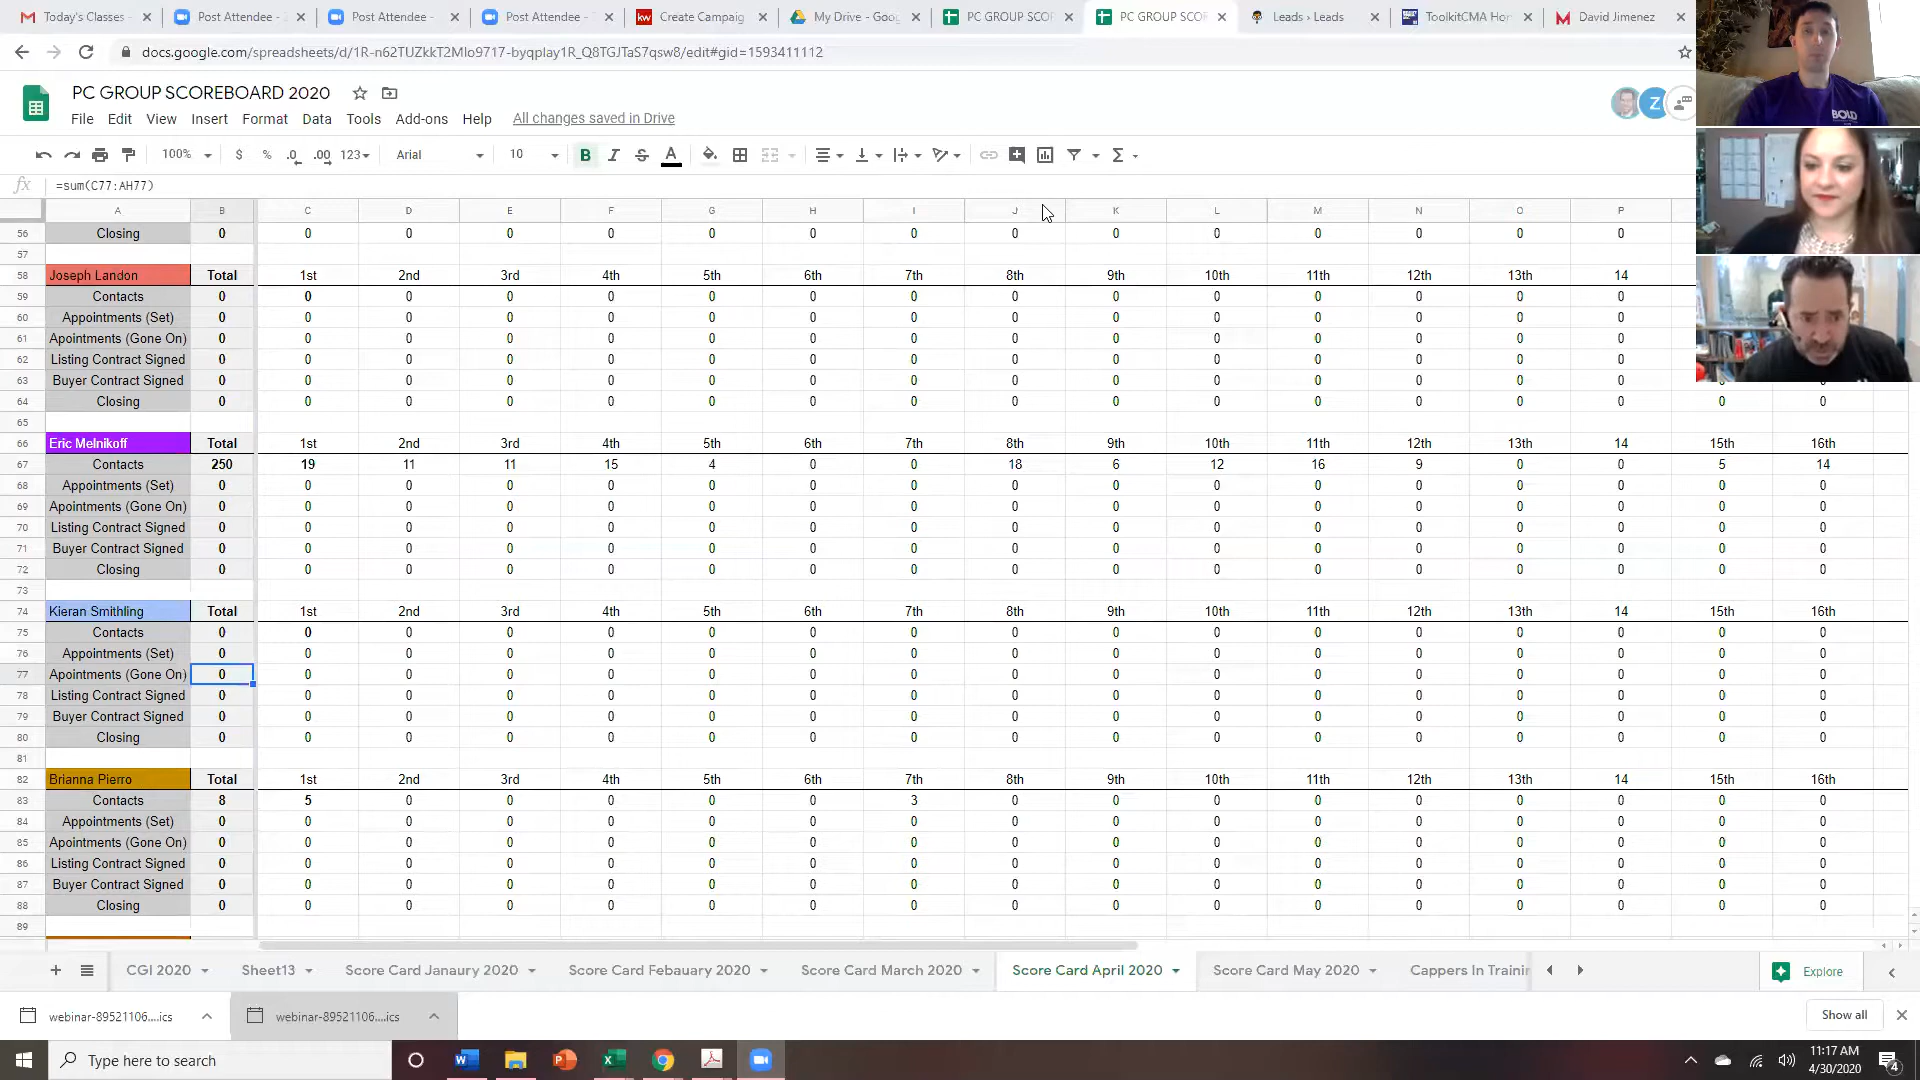 Today's Classes - Post Attendee - Z Post Attendee - Post Attendee - T Create Campaig My Drive - Goog PC GROUP SCOR PC GROUP SCOR Leads › Leads ToolkitCMA Ho David Jimenez
docs.google.com/spreadsheets/d/1R-n62TUZkkT2Mlo9717-byqplay1R_Q8TGJTaS7qsw8/edit#gid=1593411112
PC GROUP SCOREBOARD 2020
File Edit View Insert Format Data Tools Add-ons Help All changes saved in Drive
Z
100% $ % .0 .00 123 Arial 10 B I S A
BOLD
fx =sum(C77:AH77)
A B C D E F G H I J K L M N O P
56 Closing 0 0 0 0 0 0 0 0 0 0 0 0 0 0 0
57
58 Joseph Landon Total 1st 2nd 3rd 4th 5th 6th 7th 8th 9th 10th 11th 12th 13th 14
59 Contacts 0 0 0 0 0 0 0 0 0 0 0 0 0 0 0
60 Appointments (Set) 0 0 0 0 0 0 0 0 0 0 0 0 0 0 0
61 Apointments (Gone On) 0 0 0 0 0 0 0 0 0 0 0 0 0 0 0
62 Listing Contract Signed 0 0 0 0 0 0 0 0 0 0 0 0 0 0 0
63 Buyer Contract Signed 0 0 0 0 0 0 0 0 0 0 0 0 0 0 0 0 0
64 Closing 0 0 0 0 0 0 0 0 0 0 0 0 0 0 0 0 0
65
66 Eric Melnikoff Total 1st 2nd 3rd 4th 5th 6th 7th 8th 9th 10th 11th 12th 13th 14 15th 16th
67 Contacts 250 19 11 11 15 4 0 0 18 6 12 16 9 0 0 5 14
68 Appointments (Set) 0 0 0 0 0 0 0 0 0 0 0 0 0 0 0 0 0
69 Apointments (Gone On) 0 0 0 0 0 0 0 0 0 0 0 0 0 0 0 0 0
70 Listing Contract Signed 0 0 0 0 0 0 0 0 0 0 0 0 0 0 0 0 0
71 Buyer Contract Signed 0 0 0 0 0 0 0 0 0 0 0 0 0 0 0 0 0
72 Closing 0 0 0 0 0 0 0 0 0 0 0 0 0 0 0 0 0
73
74 Kieran Smithling Total 1st 2nd 3rd 4th 5th 6th 7th 8th 9th 10th 11th 12th 13th 14 15th 16th
75 Contacts 0 0 0 0 0 0 0 0 0 0 0 0 0 0 0 0 0
76 Appointments (Set) 0 0 0 0 0 0 0 0 0 0 0 0 0 0 0 0 0
77 Apointments (Gone On) 0 0 0 0 0 0 0 0 0 0 0 0 0 0 0 0 0
78 Listing Contract Signed 0 0 0 0 0 0 0 0 0 0 0 0 0 0 0 0 0
79 Buyer Contract Signed 0 0 0 0 0 0 0 0 0 0 0 0 0 0 0 0 0
80 Closing 0 0 0 0 0 0 0 0 0 0 0 0 0 0 0 0 0
81
82 Brianna Pierro Total 1st 2nd 3rd 4th 5th 6th 7th 8th 9th 10th 11th 12th 13th 14 15th 16th
83 Contacts 8 5 0 0 0 0 0 3 0 0 0 0 0 0 0 0 0
84 Appointments (Set) 0 0 0 0 0 0 0 0 0 0 0 0 0 0 0 0 0
85 Apointments (Gone On) 0 0 0 0 0 0 0 0 0 0 0 0 0 0 0 0 0
86 Listing Contract Signed 0 0 0 0 0 0 0 0 0 0 0 0 0 0 0 0 0
87 Buyer Contract Signed 0 0 0 0 0 0 0 0 0 0 0 0 0 0 0 0 0
88 Closing 0 0 0 0 0 0 0 0 0 0 0 0 0 0 0 0 0
89
CGI 2020 Sheet13 Score Card Janaury 2020 Score Card Febauary 2020 Score Card March 2020 Score Card April 2020 Score Card May 2020 Cappers In Trainin Explore
webinar-89521106....ics webinar-89521106....ics Show all
Type here to search
11:17 AM
4/30/2020
4